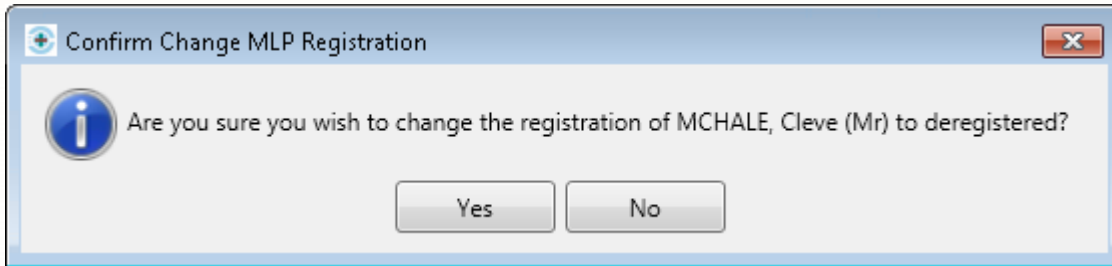 Confirm Change MLP Registration
Are you sure you wish to change the registration of MCHALE, Cleve (Mr) to deregistered?
Yes No